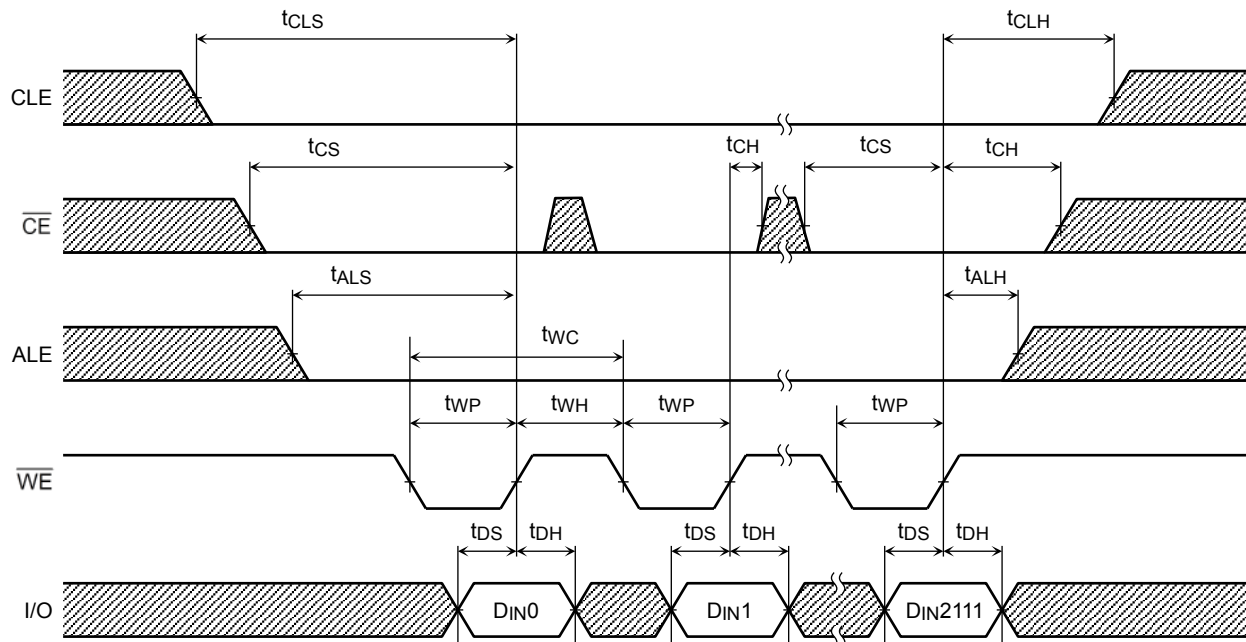 tCLS tCLH
CLE
tCS tCH tCS tCH
CE
tALS tALH
tWC
ALE
tWP tWH tWP tWP
WE
tDS tDH tDS tDH tDS tDH
I/O DIN0 DIN1 DIN2111